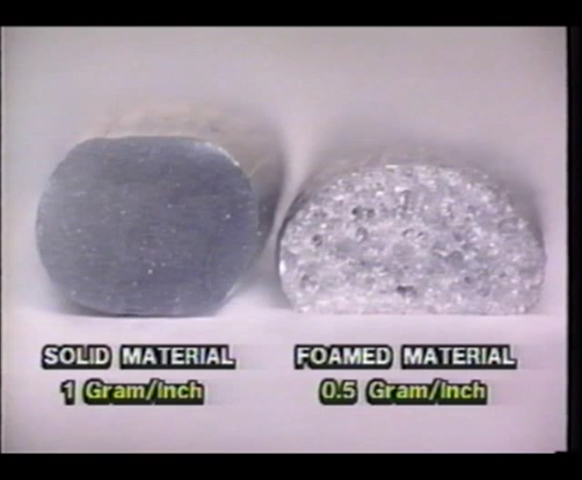 SOLID MATERIAL
1 Gram/Inch
FOAMED MATERIAL
0.5 Gram/Inch